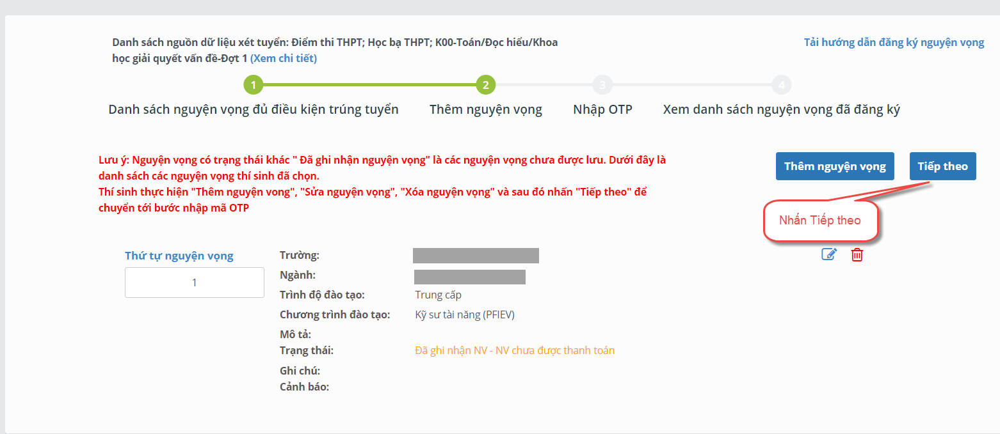 Danh sách nguồn dữ liệu xét tuyển: Điểm thi THPT; Học bạ THPT; K00-Toán/Đọc hiểu/Khoa
học giải quyết vấn đề-Đợt 1 (Xem chi tiết)
Tải hướng dẫn đăng ký nguyện vọng
1
2
3
4
Danh sách nguyện vọng đủ điều kiện trúng tuyển
Thêm nguyện vọng
Nhập OTP
Xem danh sách nguyện vọng đã đăng ký
Lưu ý: Nguyện vọng có trạng thái khác " Đã ghi nhận nguyện vọng" là các nguyện vọng chưa được lưu. Dưới đây là
danh sách các nguyện vọng thí sinh đã chọn.
Thí sinh thực hiện "Thêm nguyện vong", "Sửa nguyện vọng", "Xóa nguyện vọng" và sau đó nhấn "Tiếp theo" để
chuyển tới bước nhập mã OTP
Thêm nguyện vọng
Tiếp theo
Nhấn Tiếp theo
Thứ tự nguyện vọng
1
Trường:
Ngành:
Trình độ đào tạo: Trung cấp
Chương trình đào tạo: Kỹ sư tài năng (PFIEV)
Mô tả:
Trạng thái: Đã ghi nhận NV - NV chưa được thanh toán
Ghi chú:
Cảnh báo: